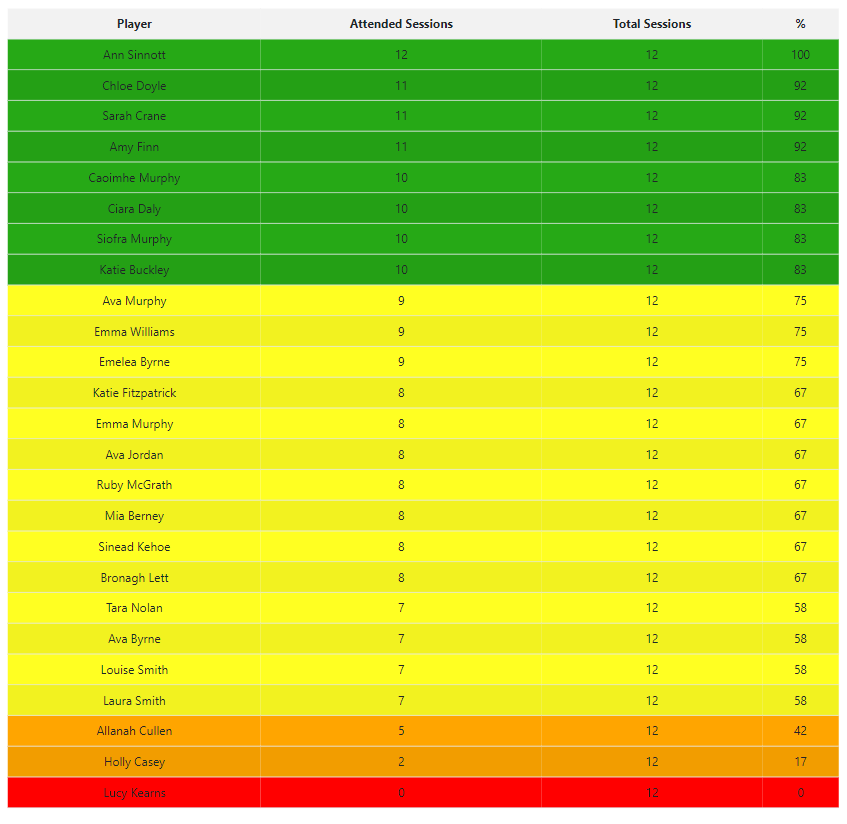 Player Attended Sessions Total Sessions %
Ann Sinnott 12 12 100
Chloe Doyle 11 12 92
Sarah Crane 11 12 92
Amy Finn 11 12 92
Caoimhe Murphy 10 12 83
Ciara Daly 10 12 83
Siofra Murphy 10 12 83
Katie Buckley 10 12 83
Ava Murphy 9 12 75
Emma Williams 9 12 75
Emelea Byrne 9 12 75
Katie Fitzpatrick 8 12 67
Emma Murphy 8 12 67
Ava Jordan 8 12 67
Ruby McGrath 8 12 67
Mia Berney 8 12 67
Sinead Kehoe 8 12 67
Bronagh Lett 8 12 67
Tara Nolan 7 12 58
Ava Byrne 7 12 58
Louise Smith 7 12 58
Laura Smith 7 12 58
Allanah Cullen 5 12 42
Holly Casey 2 12 17
Lucy Kearns 0 12 0